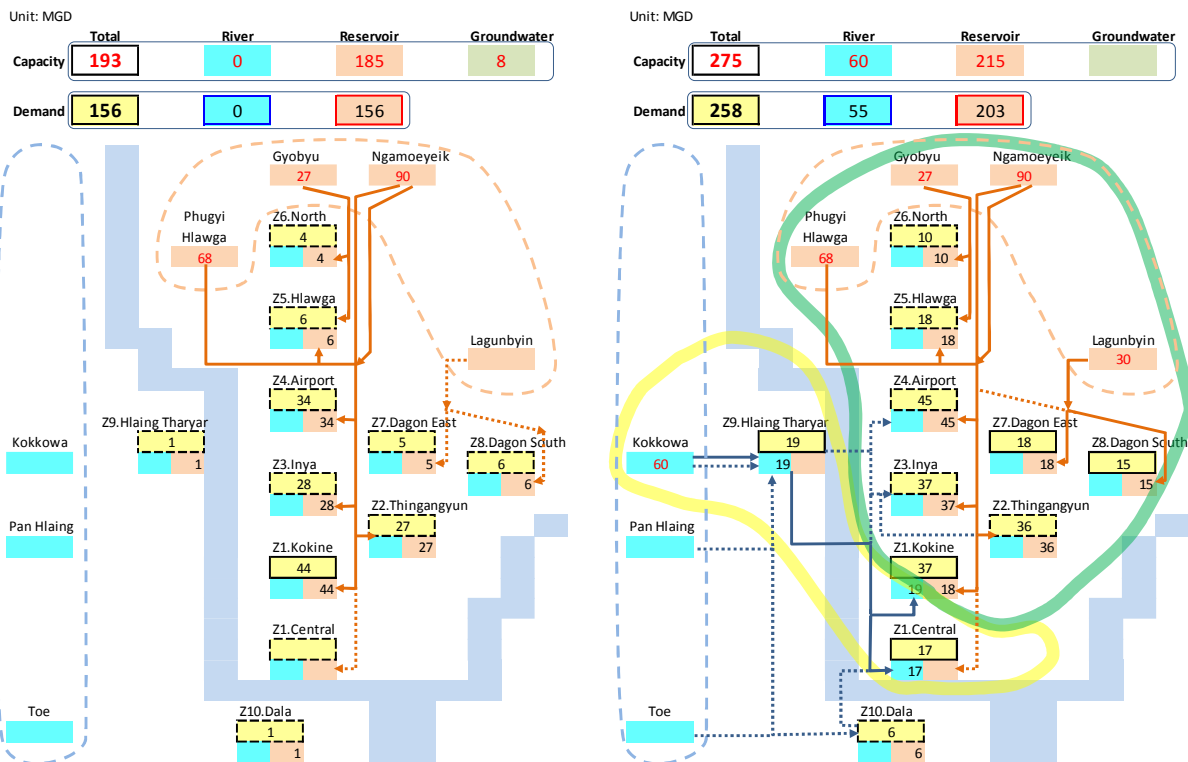 Unit: MGD
Total River Reservoir Groundwater
Capacity 193 0 185 8
Demand 156 0 156
Gyobyu Ngamoeyeik
27 90
Phugyi Z6.North
Hlawga 4
68 4
Z5.Hlawga
6
6
Lagunbyin
Z4.Airport
34
34
Z9.Hlaing Tharyar Z7.Dagon East
1 5
1 5
Z8.Dagon South
6
6
Kokkowa
Z3.Inya
28
28
Z2.Thingangyun
27
27
Pan Hlaing
Z1.Kokine
44
44
Z1.Central
Toe
Z10.Dala
1
1
Unit: MGD
Total River Reservoir Groundwater
Capacity 275 60 215
Demand 258 55 203
Gyobyu Ngamoeyeik
27 90
Phugyi Z6.North
Hlawga 10
68 10
Z5.Hlawga
18
18
Lagunbyin
30
Z4.Airport
45
45
Z9.Hlaing Tharyar Z7.Dagon East
19 18
19 18
Z8.Dagon South
15
15
Kokkowa
60
Z3.Inya
37
37
Z2.Thingangyun
36
36
Pan Hlaing
Z1.Kokine
37
19 18
Z1.Central
17
17
Toe
Z10.Dala
6
6